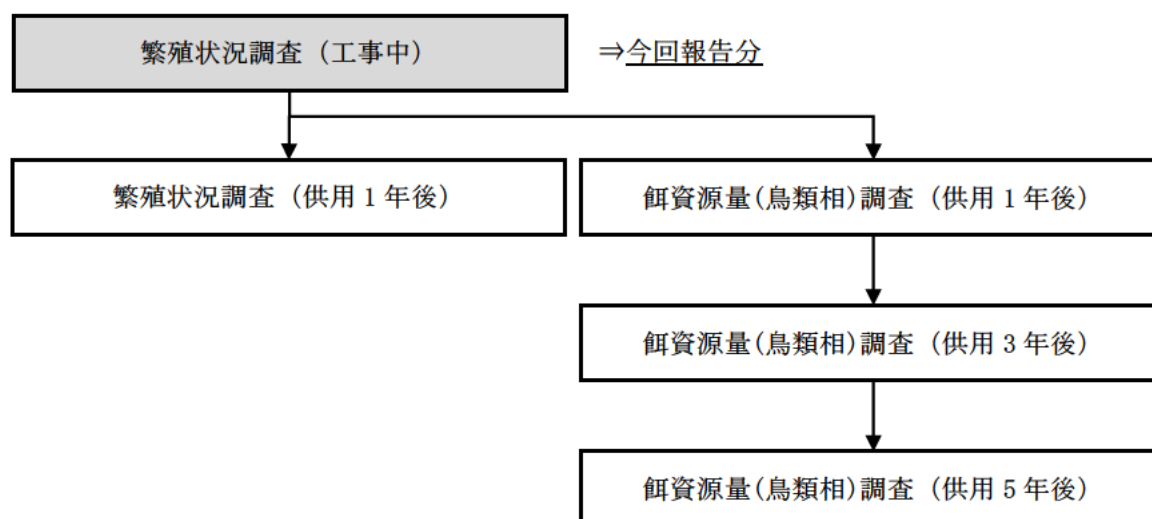 繁殖状況調査（工事中）
⇒今回報告分
繁殖状況調査（供用 1 年後）
餌資源量(鳥類相)調査（供用 1 年後）
餌資源量(鳥類相)調査（供用 3 年後）
餌資源量(鳥類相)調査（供用 5 年後）